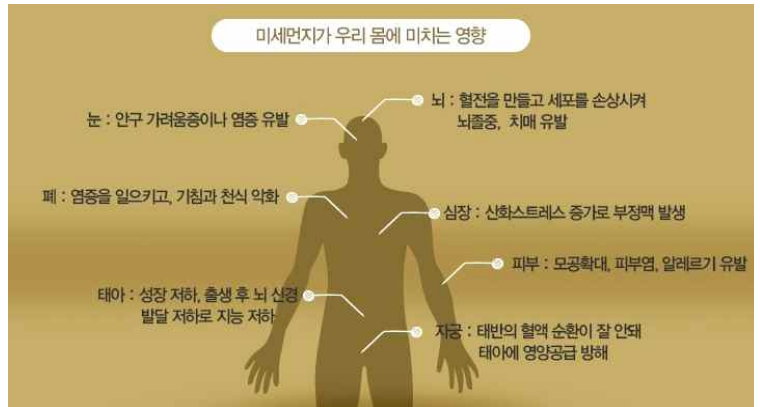 미세먼지가 우리 몸에 미치는 영향
뇌 : 혈전을 만들고 세포를 손상시켜
뇌졸중, 치매 유발
눈 : 안구 가려움증이나 염증 유발
폐 : 염증을 일으키고, 기침과 천식 악화
심장 : 산화스트레스 증가로 부정맥 발생
피부 : 모공확대, 피부염, 알레르기 유발
태아 : 성장 저하, 출생 후 뇌 신경
발달 저하로 지능 저하
자궁 : 태반의 혈액 순환이 잘 안돼
태아에 영양공급 방해